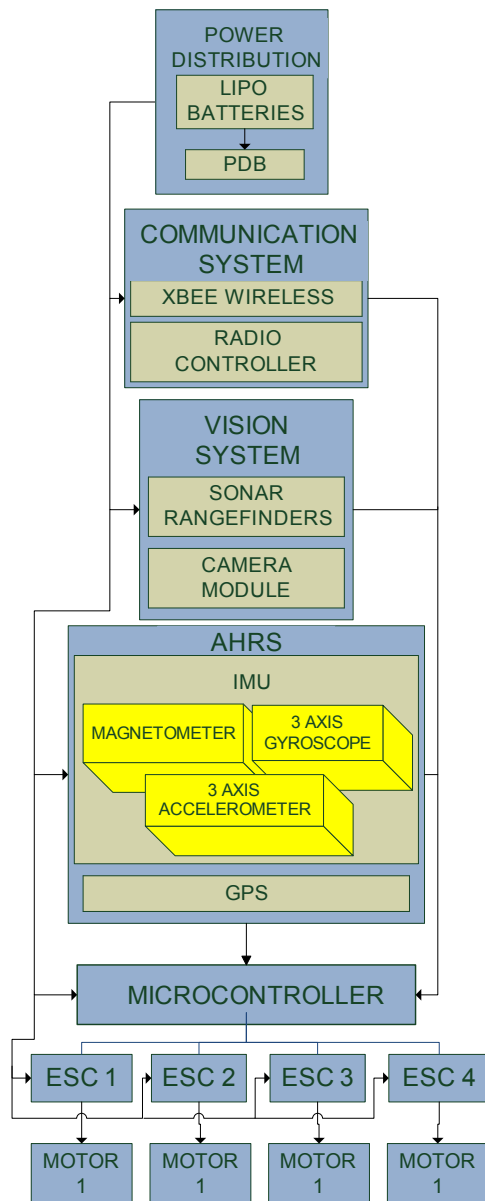 POWER
DISTRIBUTION
LIPO
BATTERIES
PDB
COMMUNICATION
SYSTEM
XBEE WIRELESS
RADIO
CONTROLLER
VISION
SYSTEM
SONAR
RANGEFINDERS
CAMERA
MODULE
AHRS
IMU
MAGNETOMETER
3 AXIS
GYROSCOPE
3 AXIS
ACCELEROMETER
GPS
MICROCONTROLLER
ESC 1
ESC 2
ESC 3
ESC 4
MOTOR
1
MOTOR
1
MOTOR
1
MOTOR
1